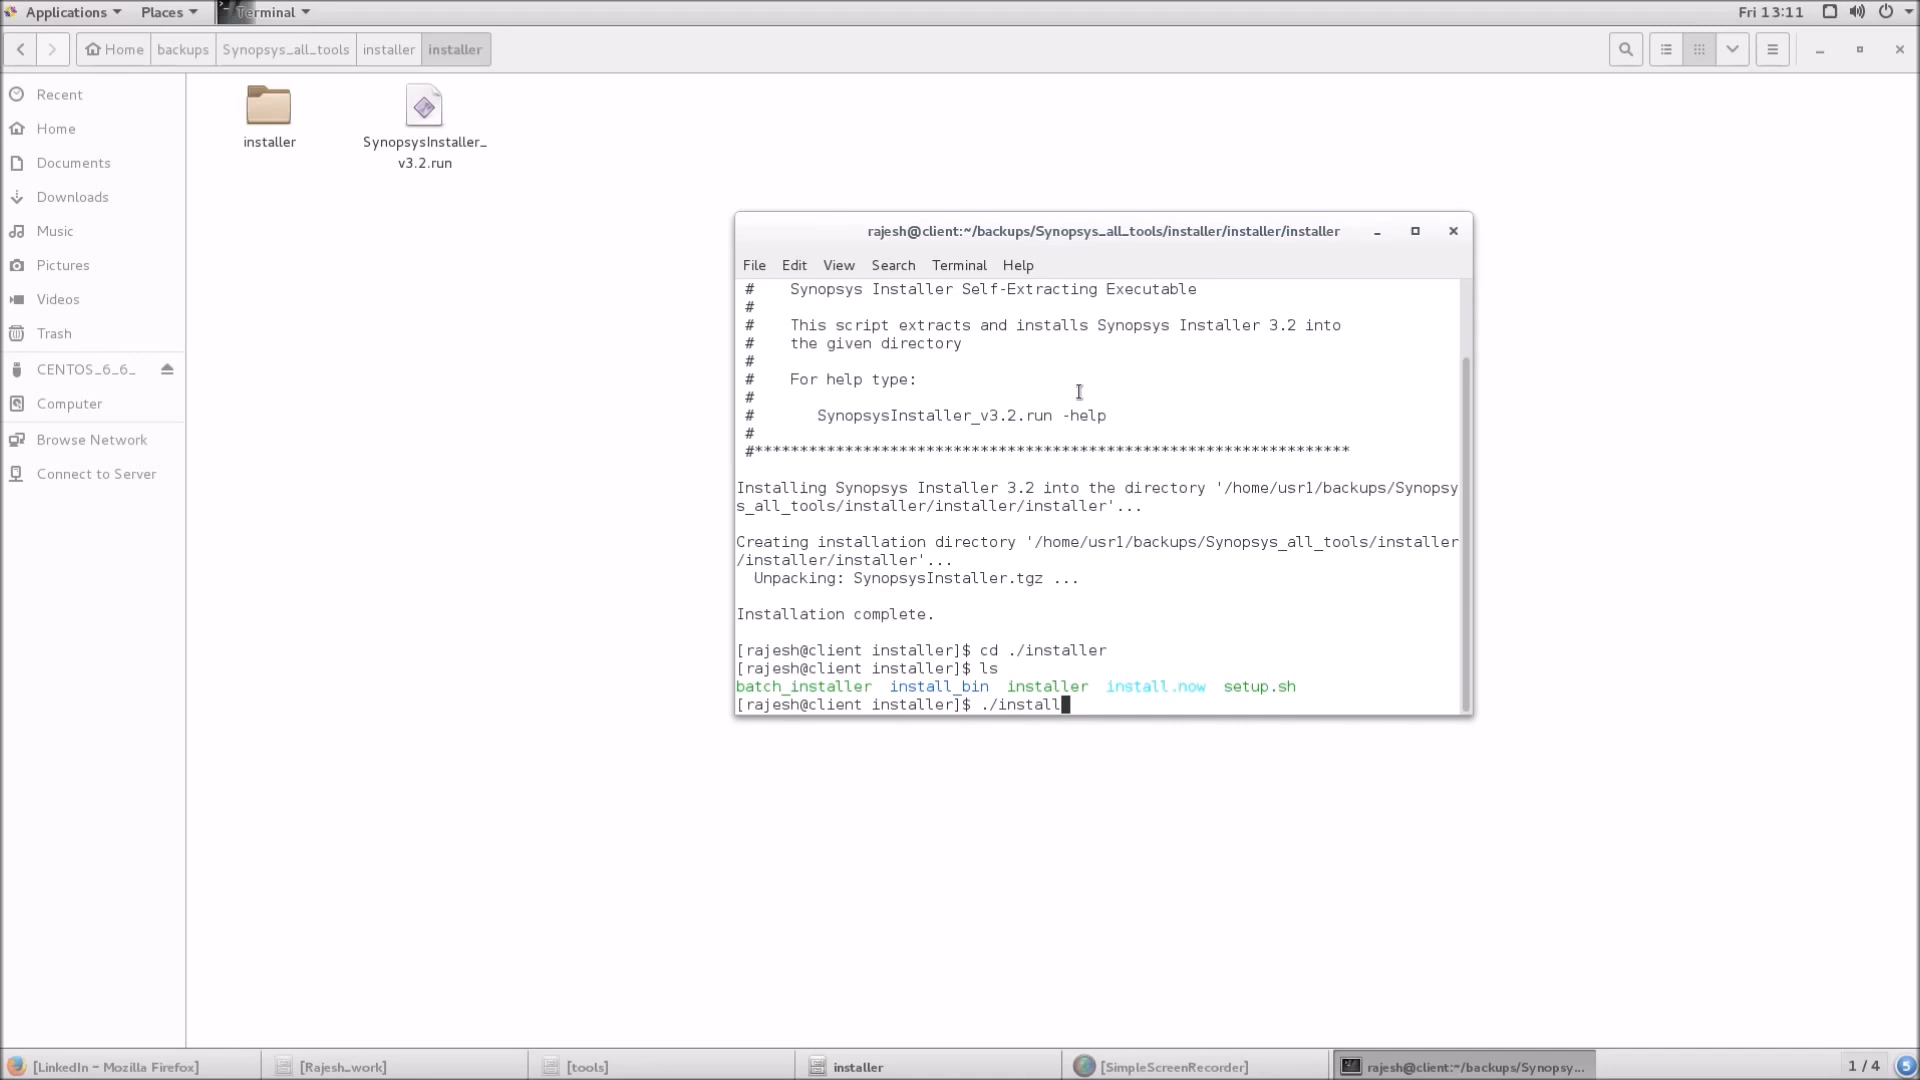 Applications Places Terminal Fri 13:11
Home backups Synopsys_all_tools installer installer
Recent
Home
Documents
Downloads
Music
Pictures
Videos
Trash
CENTOS_6_6_
Computer
Browse Network
Connect to Server
installer
SynopsysInstaller_
v3.2.run
rajesh@client:~/backups/Synopsys_all_tools/installer/installer/installer
File Edit View Search Terminal Help
# Synopsys Installer Self-Extracting Executable
#
# This script extracts and installs Synopsys Installer 3.2 into
# the given directory
#
# For help type:
#
# SynopsysInstaller_v3.2.run -help
#
#******************************************************************
Installing Synopsys Installer 3.2 into the directory '/home/usr1/backups/Synopsy
s_all_tools/installer/installer/installer'...
Creating installation directory '/home/usr1/backups/Synopsys_all_tools/installer
/installer/installer'...
Unpacking: SynopsysInstaller.tgz ...
Installation complete.
[rajesh@client installer]$ cd ./installer
[rajesh@client installer]$ ls
batch_installer install_bin installer install.now setup.sh
[rajesh@client installer]$ ./install
[LinkedIn - Mozilla Firefox] [Rajesh_work] [tools] installer [SimpleScreenRecorder] rajesh@client:~/backups/Synopsy... 1 / 4 5